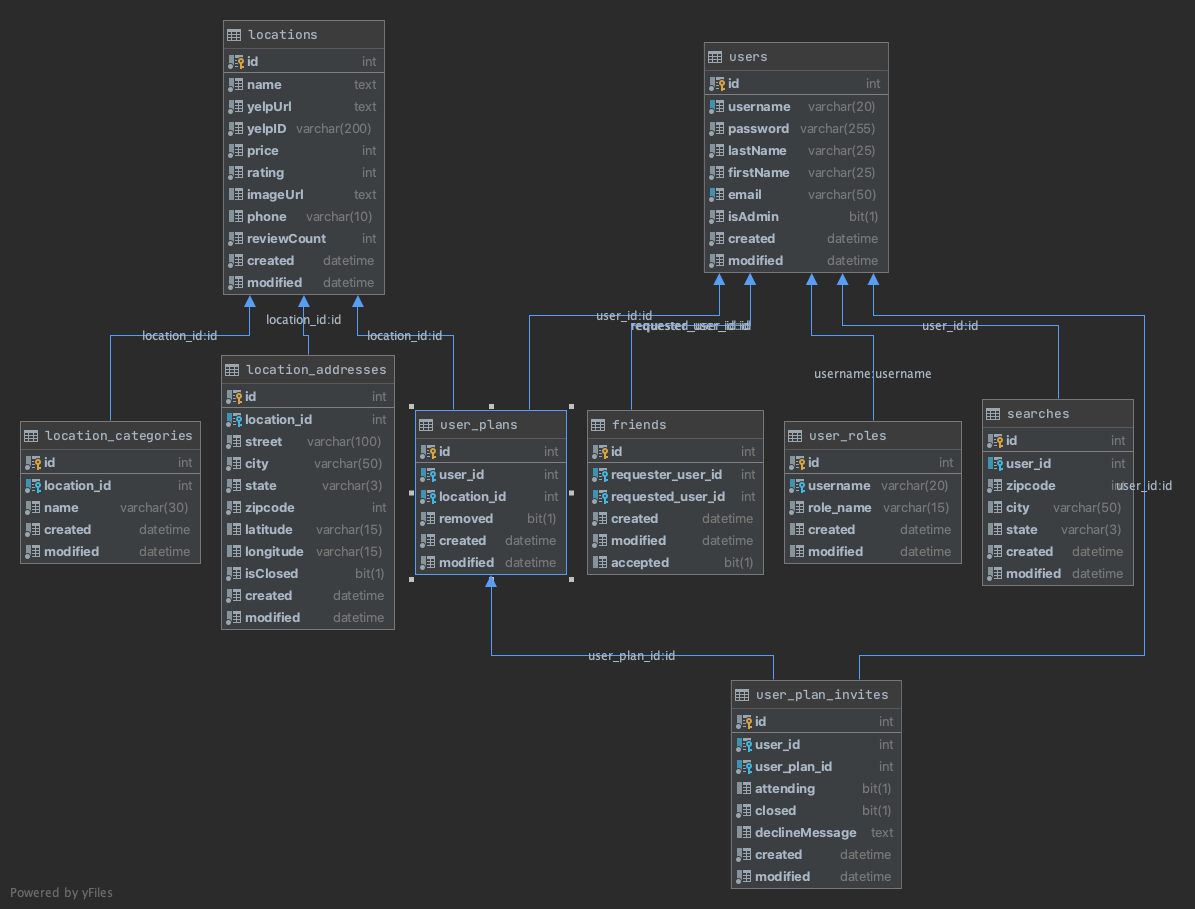 locations
id int
name text
yelpUrl text
yelpID varchar(200)
price int
rating int
imageUrl text
phone varchar(10)
reviewCount int
created datetime
modified datetime
users
id int
username varchar(20)
password varchar(255)
lastName varchar(25)
firstName varchar(25)
email varchar(50)
isAdmin bit(1)
created datetime
modified datetime
location_id:id
location_id:id
location_id:id
user_id:id
requested_user_id:id
user_id:id
username:username
user_id:id
location_categories
id int
location_id int
name varchar(30)
created datetime
modified datetime
location_addresses
id int
location_id int
street varchar(100)
city varchar(50)
state varchar(3)
zipcode int
latitude varchar(15)
longitude varchar(15)
isClosed bit(1)
created datetime
modified datetime
user_plans
id int
user_id int
location_id int
removed bit(1)
created datetime
modified datetime
friends
id int
requester_user_id int
requested_user_id int
created datetime
modified datetime
accepted bit(1)
user_roles
id int
username varchar(20)
role_name varchar(15)
created datetime
modified datetime
searches
id int
user_id int
zipcode int
city varchar(50)
state varchar(3)
created datetime
modified datetime
user_plan_id:id
user_plan_invites
id int
user_id int
user_plan_id int
attending bit(1)
closed bit(1)
declineMessage text
created datetime
modified datetime
Powered by yFiles